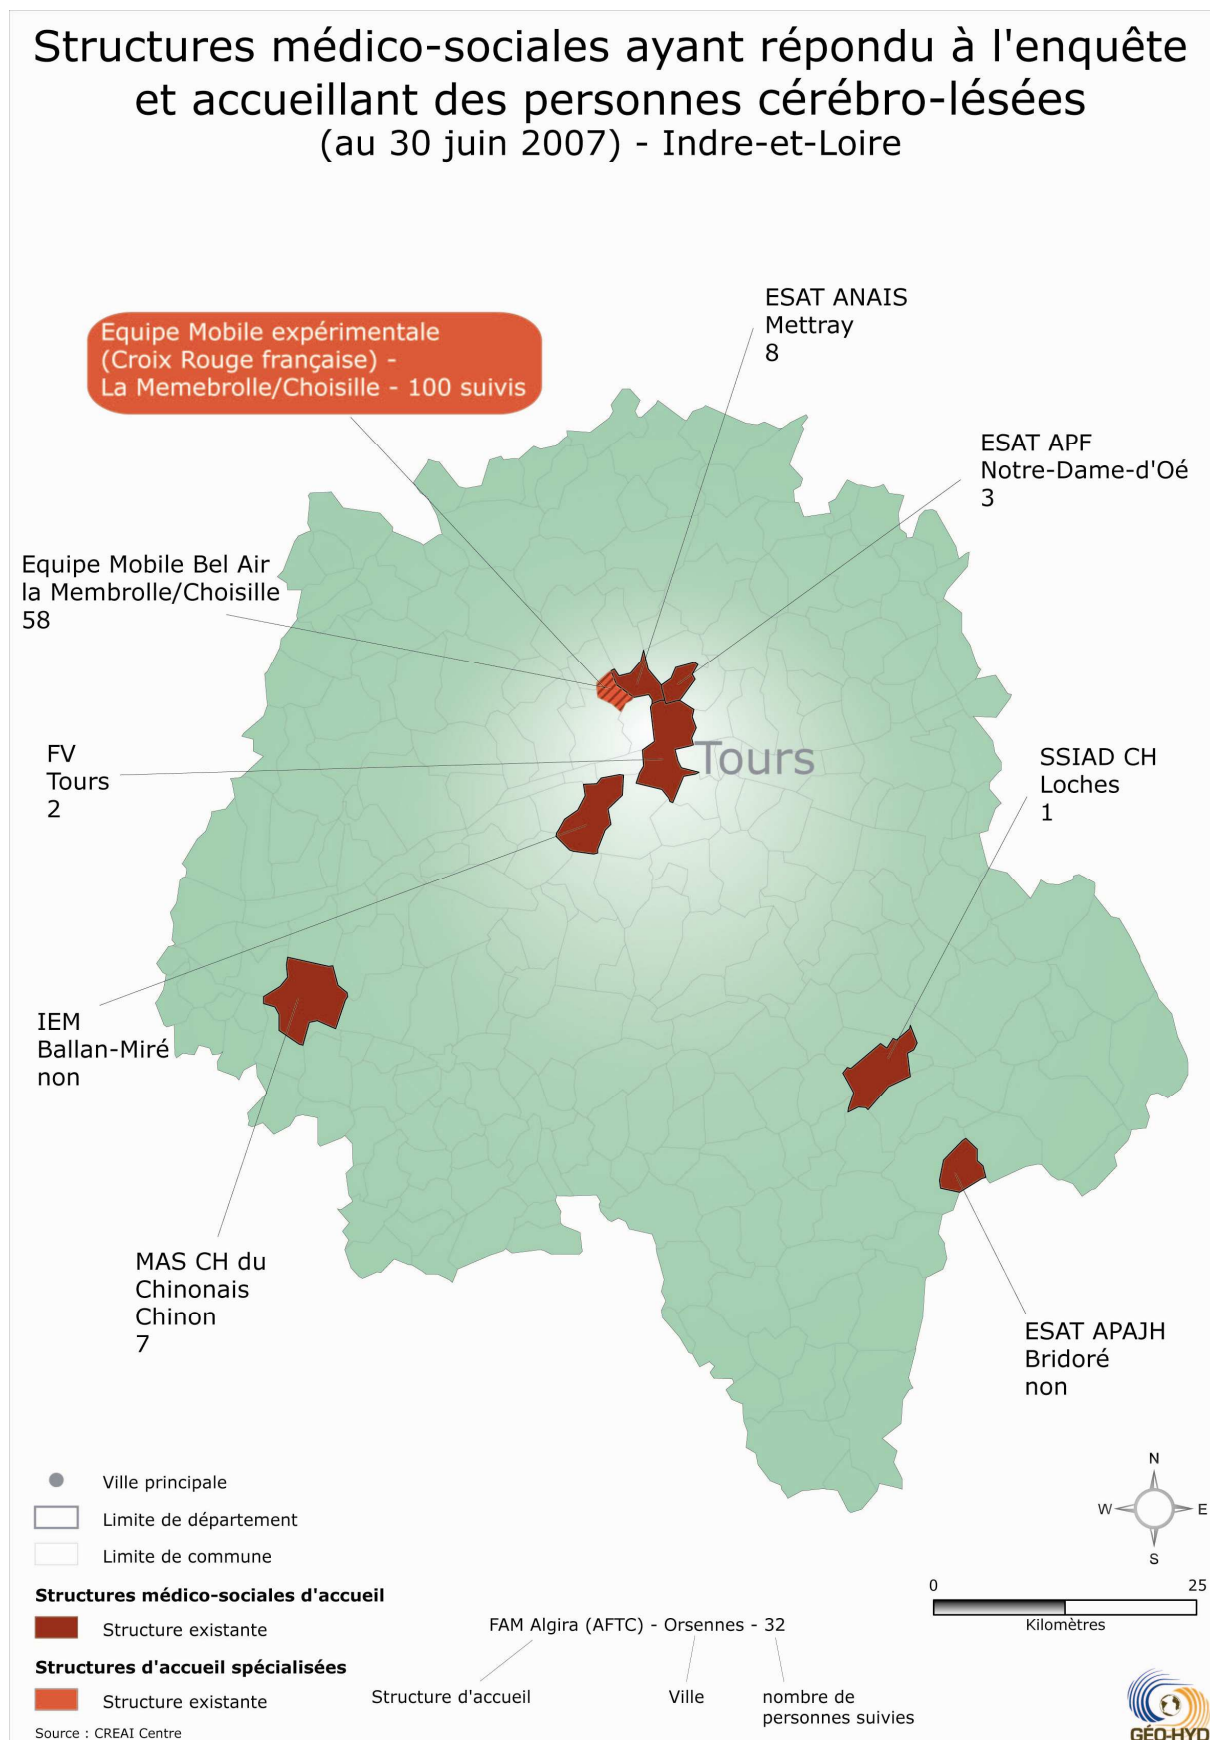 Structures médico-sociales ayant répondu à l'enquête
et accueillant des personnes cérébro-lésées
(au 30 juin 2007) - Indre-et-Loire
ESAT ANAIS
Mettray
8
Equipe Mobile expérimentale
(Croix Rouge française) -
La Memebrolle/Choisille - 100 suivis
ESAT APF
Notre-Dame-d'Oé
3
Equipe Mobile Bel Air
la Membrolle/Choisille
58
FV
Tours
2
Tours
SSIAD CH
Loches
1
IEM
Ballan-Miré
non
MAS CH du
Chinonais
Chinon
7
ESAT APAJH
Bridoré
non
Ville principale
Limite de département
Limite de commune
Structures médico-sociales d'accueil
Structure existante
Structures d'accueil spécialisées
Structure existante
Source : CREAI Centre
FAM Algira (AFTC) - Orsennes - 32
Structure d'accueil
Ville
nombre de
personnes suivies
N
W
E
S
0
25
Kilomètres
GÉO-HYD